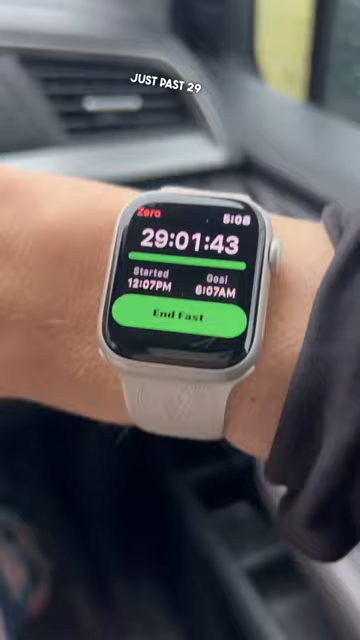 JUST PAST 29
Zero
5:08
29:01:43
Started
Goal
12:07PM
6:07AM
End Fast